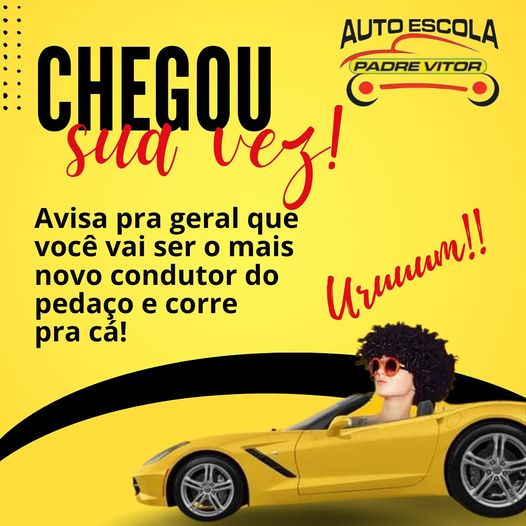 AUTO ESCOLA
PADRE VITOR
CHEGOU
sua vez!
Avisa pra geral que
você vai ser o mais
novo condutor do
pedaço e corre
pra cá!
Uruuum!!